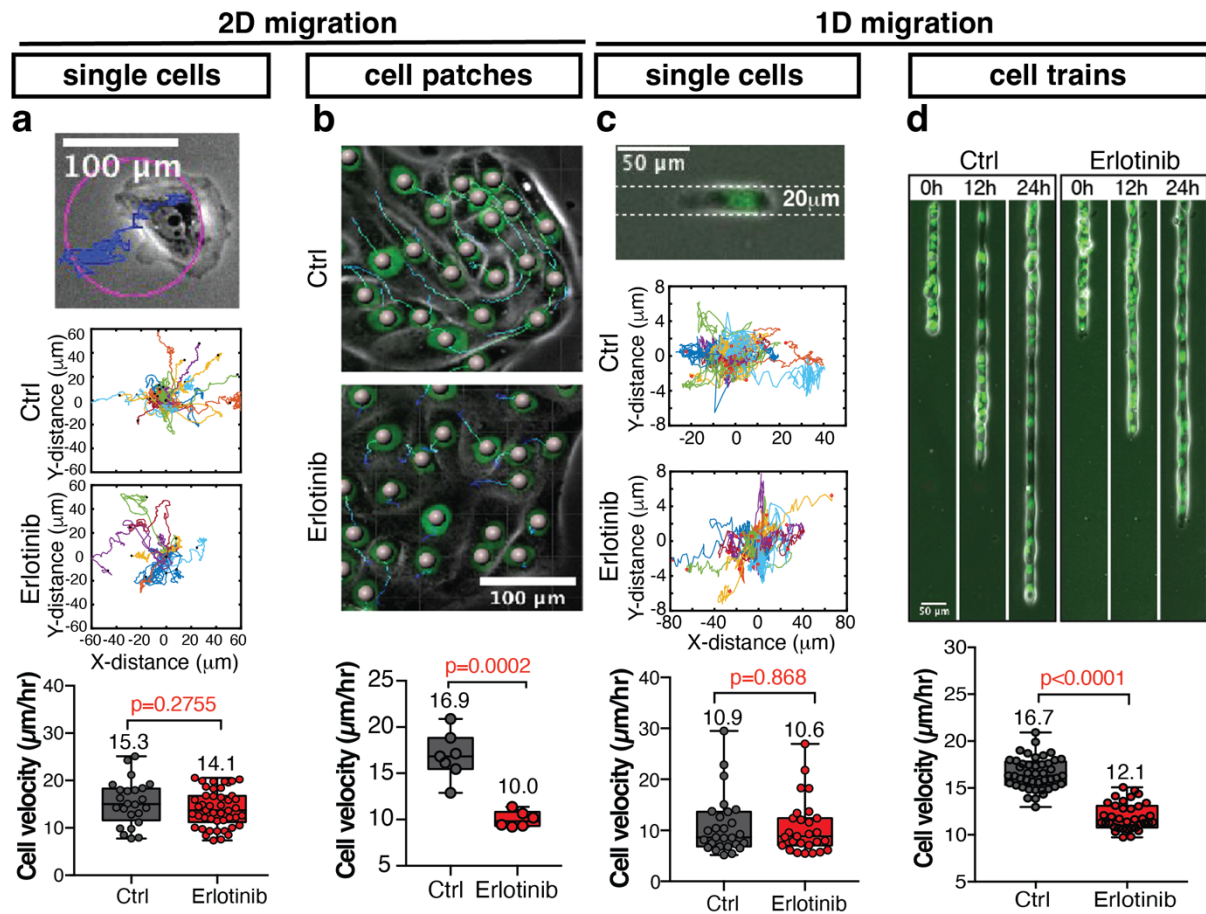 2D migration
1D migration
single cells
cell patches
single cells
cell trains
a
100 µm
Ctrl
Y-distance (µm)
60
40
20
0
-20
-40
-60
Erlotinib
Y-distance (µm)
60
40
20
0
-20
-40
-60
-60 -40 -20 0 20 40 60
X-distance (µm)
Cell velocity (µm/hr)
40
30
20
10
0
p=0.2755
15.3
14.1
Ctrl Erlotinib
b
Ctrl
Erlotinib
100 µm
Cell velocity (µm/hr)
25
20
15
10
5
p=0.0002
16.9
10.0
Ctrl Erlotinib
c
50 µm
20µm
Ctrl
Y-distance (µm)
8
4
0
-4
-8
-20 0 20 40
Erlotinib
Y-distance (µm)
8
4
0
-4
-8
-80 -40 0 40 80
X-distance (µm)
Cell velocity (µm/hr)
40
30
20
10
0
p=0.868
10.9
10.6
Ctrl Erlotinib
d
Ctrl Erlotinib
0h 12h 24h 0h 12h 24h
50 µm
Cell velocity (µm/hr)
30
25
20
15
10
5
p<0.0001
16.7
12.1
Ctrl Erlotinib